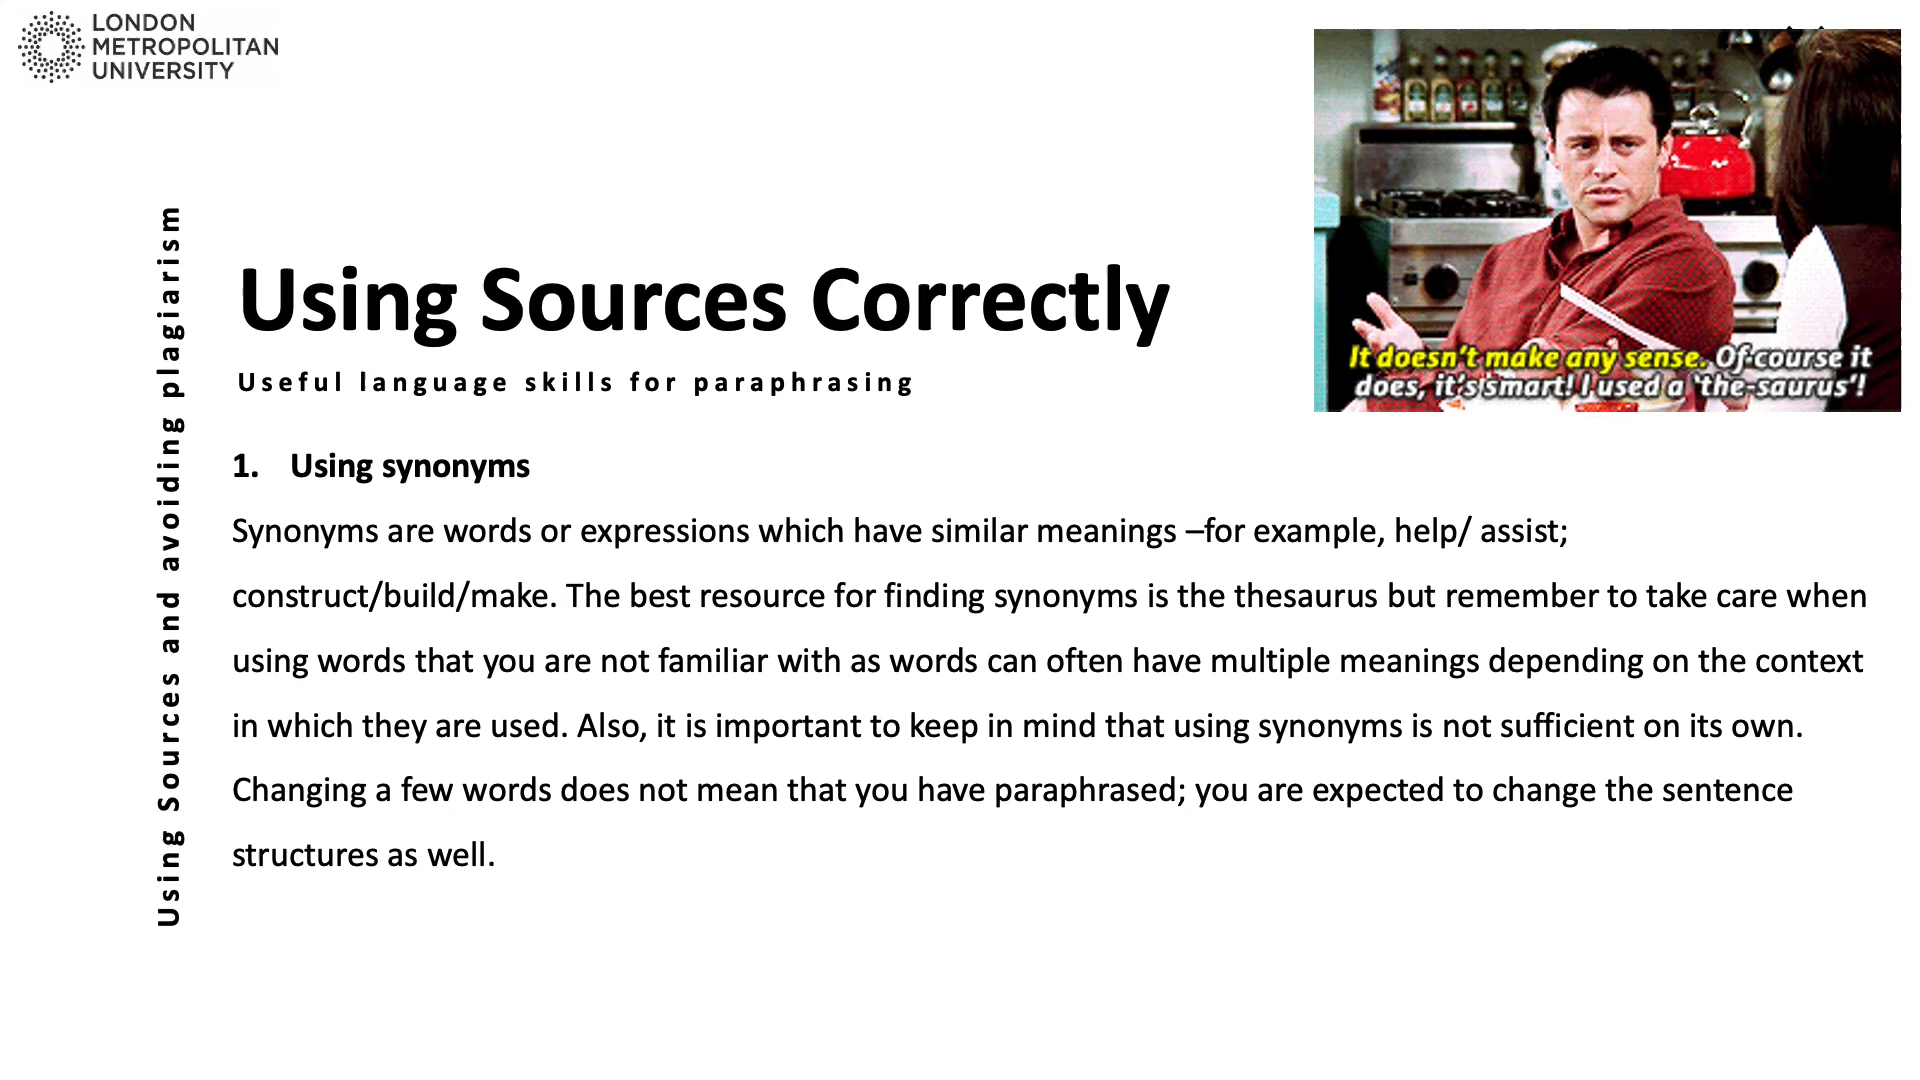 LONDON
METROPOLITAN
UNIVERSITY
It doesn't make any sense. Of course it
does, it's smart! I used a 'the-saurus'!
Using Sources and avoiding plagiarism
Using Sources Correctly
Useful language skills for paraphrasing
1. Using synonyms
Synonyms are words or expressions which have similar meanings –for example, help/ assist;
construct/build/make. The best resource for finding synonyms is the thesaurus but remember to take care when
using words that you are not familiar with as words can often have multiple meanings depending on the context
in which they are used. Also, it is important to keep in mind that using synonyms is not sufficient on its own.
Changing a few words does not mean that you have paraphrased; you are expected to change the sentence
structures as well.